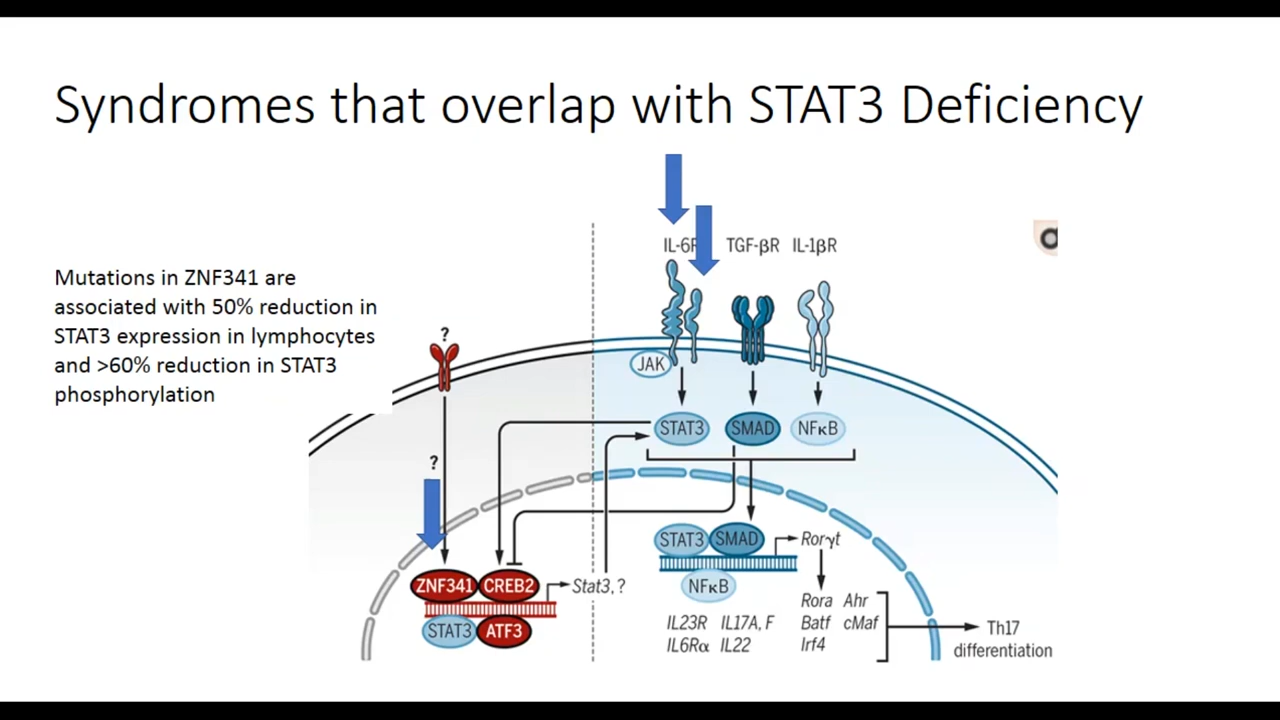 Syndromes that overlap with STAT3 Deficiency
Mutations in ZNF341 are
associated with 50% reduction in
STAT3 expression in lymphocytes
and >60% reduction in STAT3
phosphorylation
IL-6R TGF-βR IL-1βR
?
JAK
STAT3 SMAD NFκB
?
STAT3 SMAD Rorγt
ZNF341 CREB2 Stat3, ? NFκB
STAT3 ATF3
IL23R IL17A, F
IL6Rα IL22
Rora Ahr
Batf cMaf
Irf4
Th17
differentiation